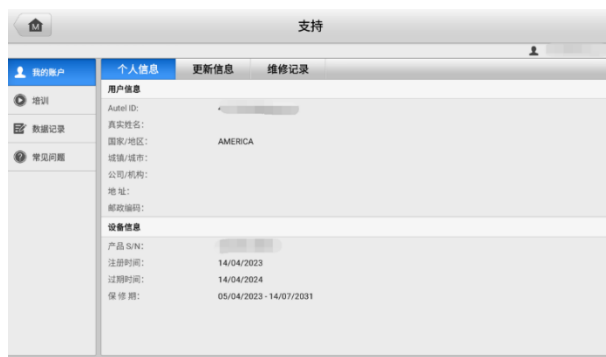 M
支持
我的账户
培训
数据记录
常见问题
个人信息 更新信息 维修记录
用户信息
Autel ID:
真实姓名:
国家/地区: AMERICA
城镇/城市:
公司/机构:
地址:
邮政编码:
设备信息
产品 S/N:
注册时间: 14/04/2023
过期时间: 14/04/2024
保修期: 05/04/2023 - 14/07/2031